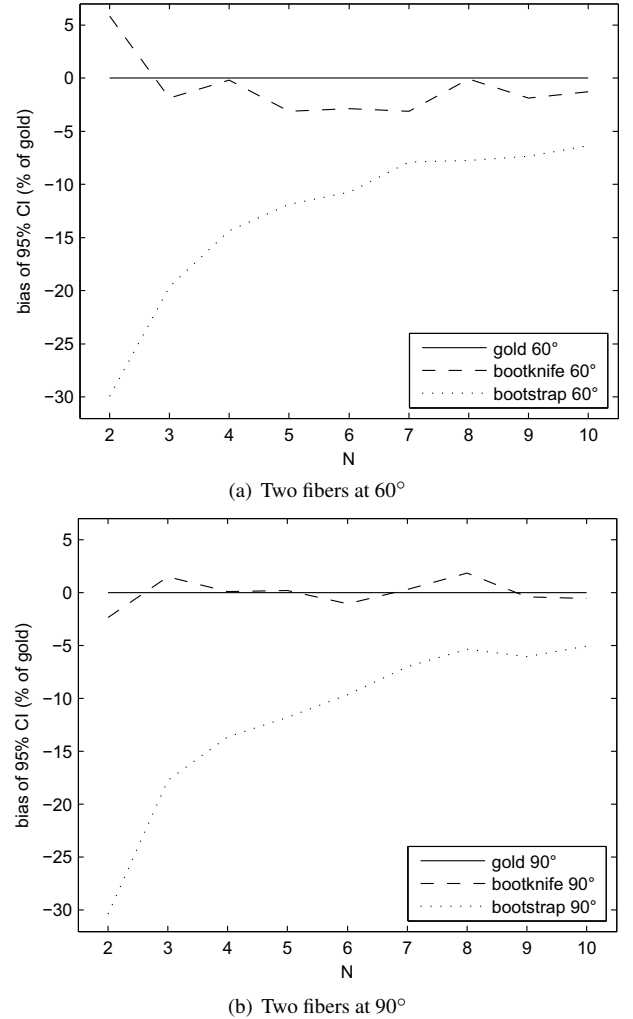 5
0
−5
−10
−15
−20
−25
−30
bias of 95% CI (% of gold)
gold 60°
bootknife 60°
bootstrap 60°
2 3 4 5 6 7 8 9 10
N
(a) Two fibers at 60°
5
0
−5
−10
−15
−20
−25
−30
bias of 95% CI (% of gold)
gold 90°
bootknife 90°
bootstrap 90°
2 3 4 5 6 7 8 9 10
N
(b) Two fibers at 90°